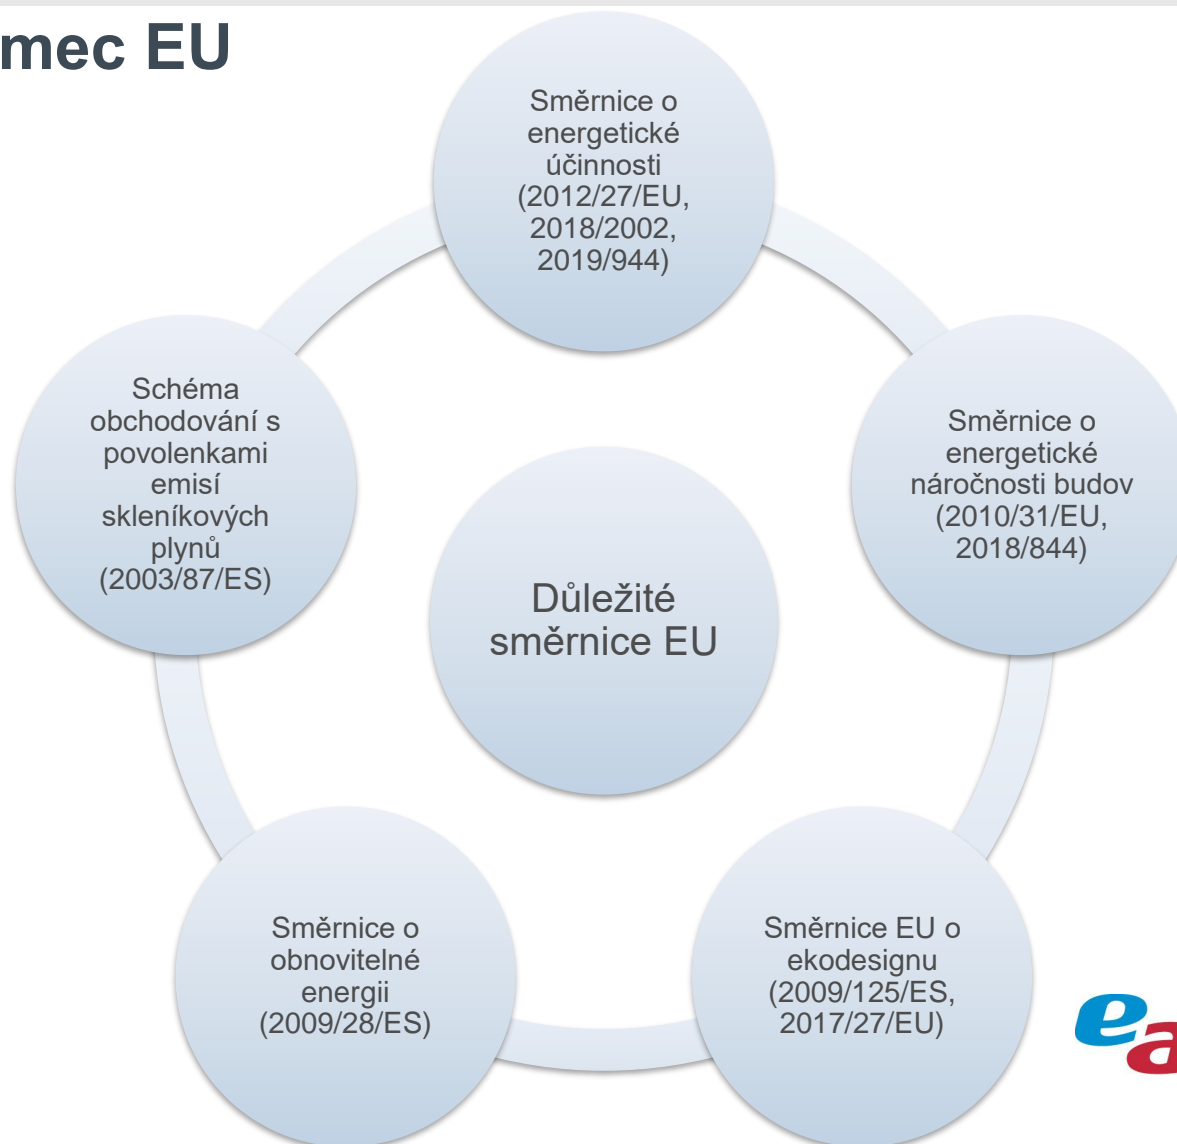 mec EU
Směrnice o
energetické
účinnosti
(2012/27/EU,
2018/2002,
2019/944)
Schéma
obchodování s
povolenkami
emisí
skleníkových
plynů
(2003/87/ES)
Směrnice o
energetické
náročnosti budov
(2010/31/EU,
2018/844)
Důležité
směrnice EU
Směrnice o
obnovitelné
energii
(2009/28/ES)
Směrnice EU o
ekodesignu
(2009/125/ES,
2017/27/EU)
ea